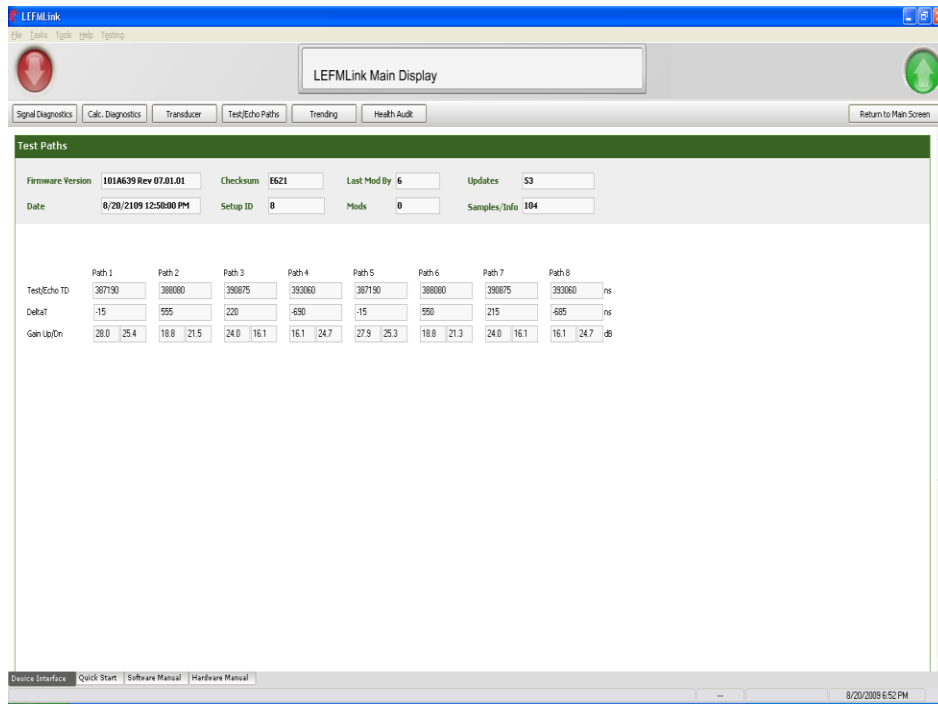 LEFMLink
File Tasks Tools Help Testing
LEFMLink Main Display
Signal Diagnostics Calc. Diagnostics Transducer Test/Echo Paths Trending Health Audit Return to Main Screen
Test Paths
Firmware Version 101A639 Rev 07.01.01 Checksum E621 Last Mod By 6 Updates 53
Date 8/20/2109 12:50:00 PM Setup ID 8 Mods 0 Samples/Info 104
Path 1 Path 2 Path 3 Path 4 Path 5 Path 6 Path 7 Path 8
Test/Echo TD 387190 388080 390875 393060 387190 388080 390875 393060 ns
DeltaT -15 555 220 -690 -15 550 215 -685 ns
Gain Up/Dn 28.0 25.4 18.8 21.5 24.0 16.1 16.1 24.7 27.9 25.3 18.8 21.3 24.0 16.1 16.1 24.7 dB
Device Interface Quick Start Software Manual Hardware Manual
-- 8/20/2009 6:52 PM